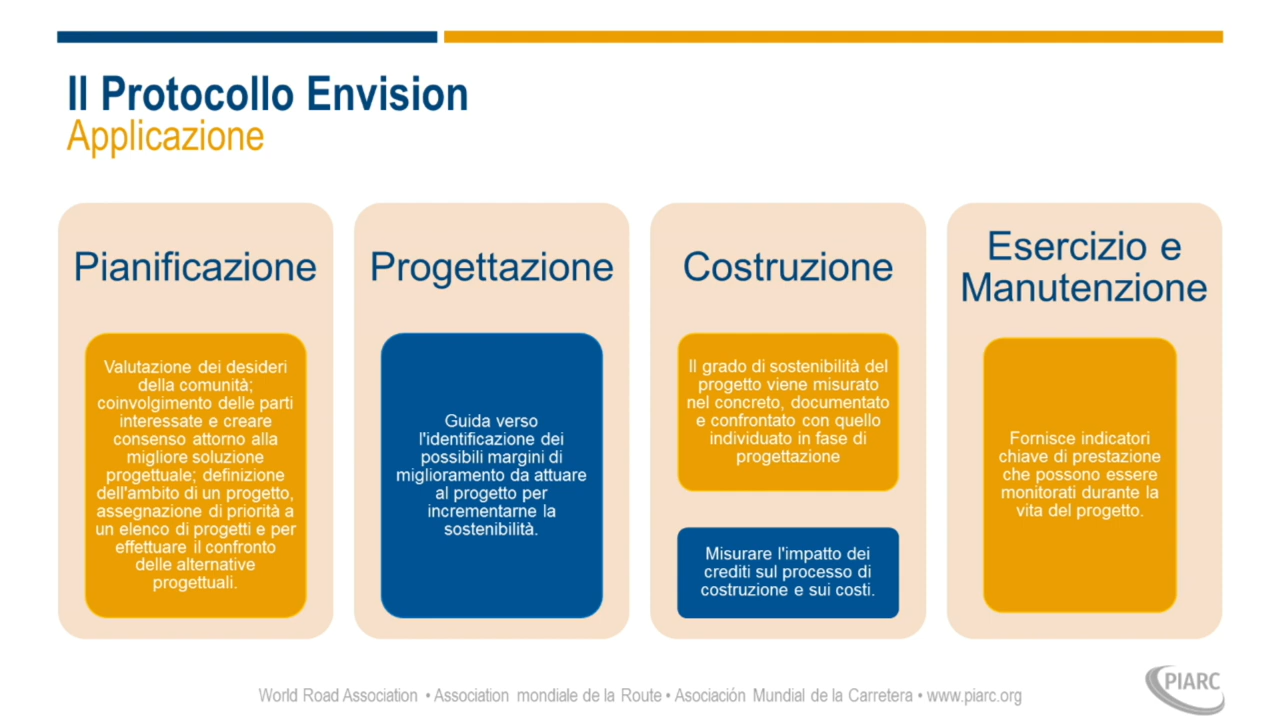 Il Protocollo Envision
Applicazione
Pianificazione
Valutazione dei desideri
della comunità;
coinvolgimento delle parti
interessate e creare
consenso attorno alla
migliore soluzione
progettuale; definizione
dell'ambito di un progetto,
assegnazione di priorità a
un elenco di progetti e per
effettuare il confronto
delle alternative
progettuali.
Progettazione
Guida verso
l'identificazione dei
possibili margini di
miglioramento da attuare
al progetto per
incrementarne la
sostenibilità.
Costruzione
Il grado di sostenibilità del
progetto viene misurato
nel concreto, documentato
e confrontato con quello
individuato in fase di
progettazione
Misurare l'impatto dei
crediti sul processo di
costruzione e sui costi.
Esercizio e
Manutenzione
Fornisce indicatori
chiave di prestazione
che possono essere
monitorati durante la
vita del progetto.
World Road Association • Association mondiale de la Route • Asociación Mundial de la Carretera • www.piarc.org
PIARC